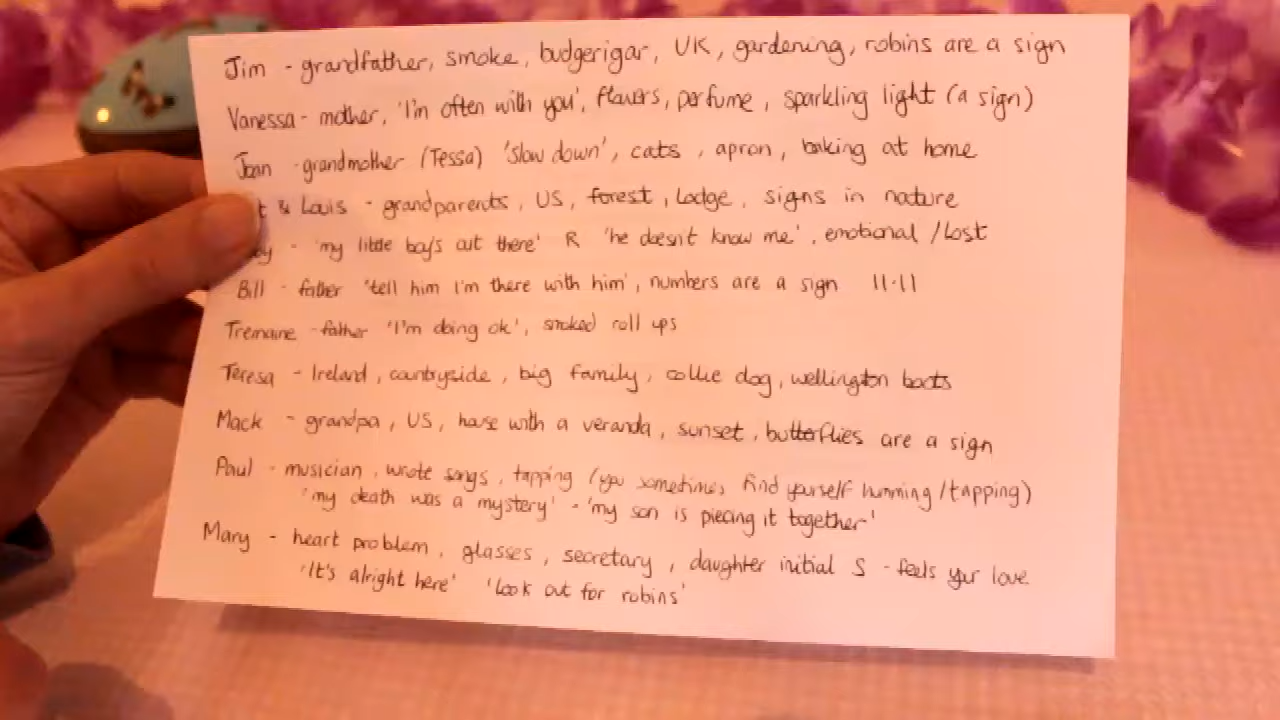 Jim - grandfather, smoke, budgerigar, UK, gardening, robins are a sign
Vanessa - mother, 'I'm often with you', flowers, perfume, sparkling light (a sign)
Joan - grandmother (Tessa) 'slow down', cats, apron, baking at home
& Louis - grandparents, US, forest, lodge, signs in nature
- 'my little boy's out there' R 'he doesn't know me', emotional / lost
Bill - father 'tell him I'm there with him', numbers are a sign 11·11
Tremaine - father 'I'm doing ok', smoked roll ups
Teresa - Ireland, countryside, big family, collie dog, wellington boots
Mack - grandpa, US, house with a veranda, sunset, butterflies are a sign
Paul - musician, wrote songs, tapping (you sometimes find yourself humming / tapping)
'my death was a mystery' - 'my son is piecing it together'
Mary - heart problem, glasses, secretary, daughter initial S - feels your love
'It's alright here' 'Look out for robins'